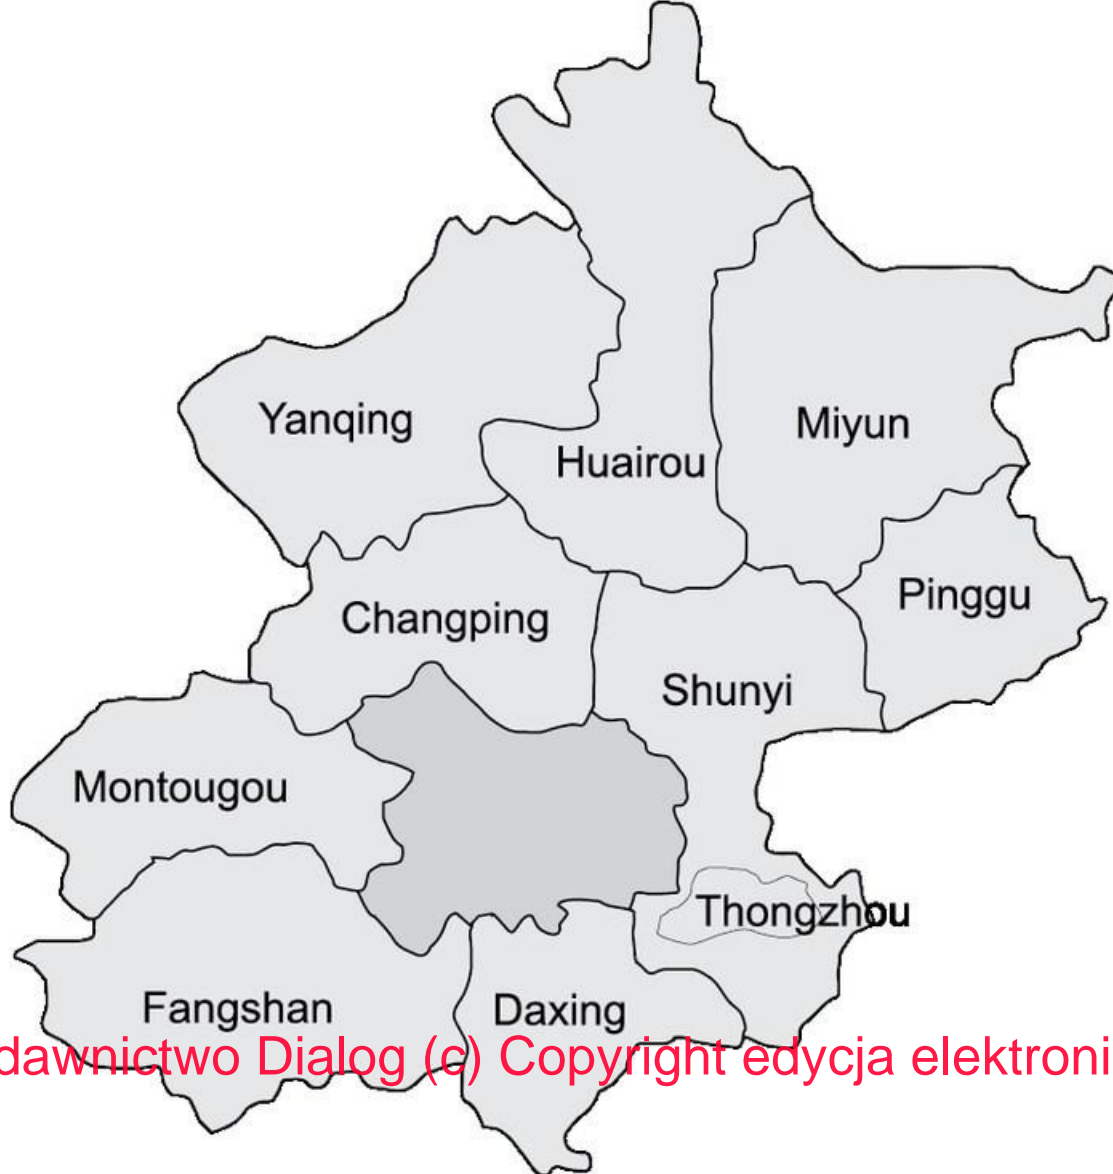 Yanqing
Miyun
Huairou
Pinggu
Changping
Shunyi
Montougou
Thongzhou
Fangshan
Daxing
dawnictwo Dialog (c) Copyright edycja elektroni